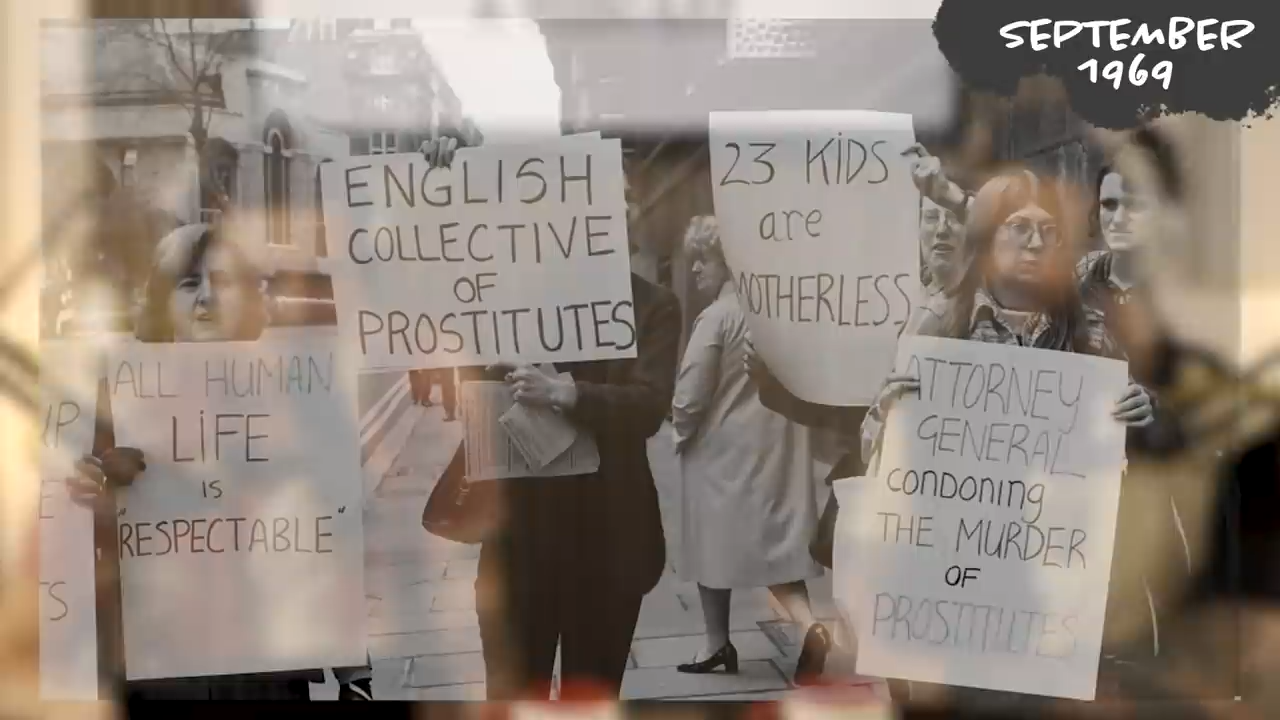 SEPTEMBER
1969
ENGLISH
COLLECTIVE
OF
PROSTITUTES
23 KiDS
are
MOTHERLESS
ALL HUMAN
LiFE
is
"RESPECTABLE"
ATTORNEY
GENERAL
condoning
THE MURDER
OF
PROSTITUTES